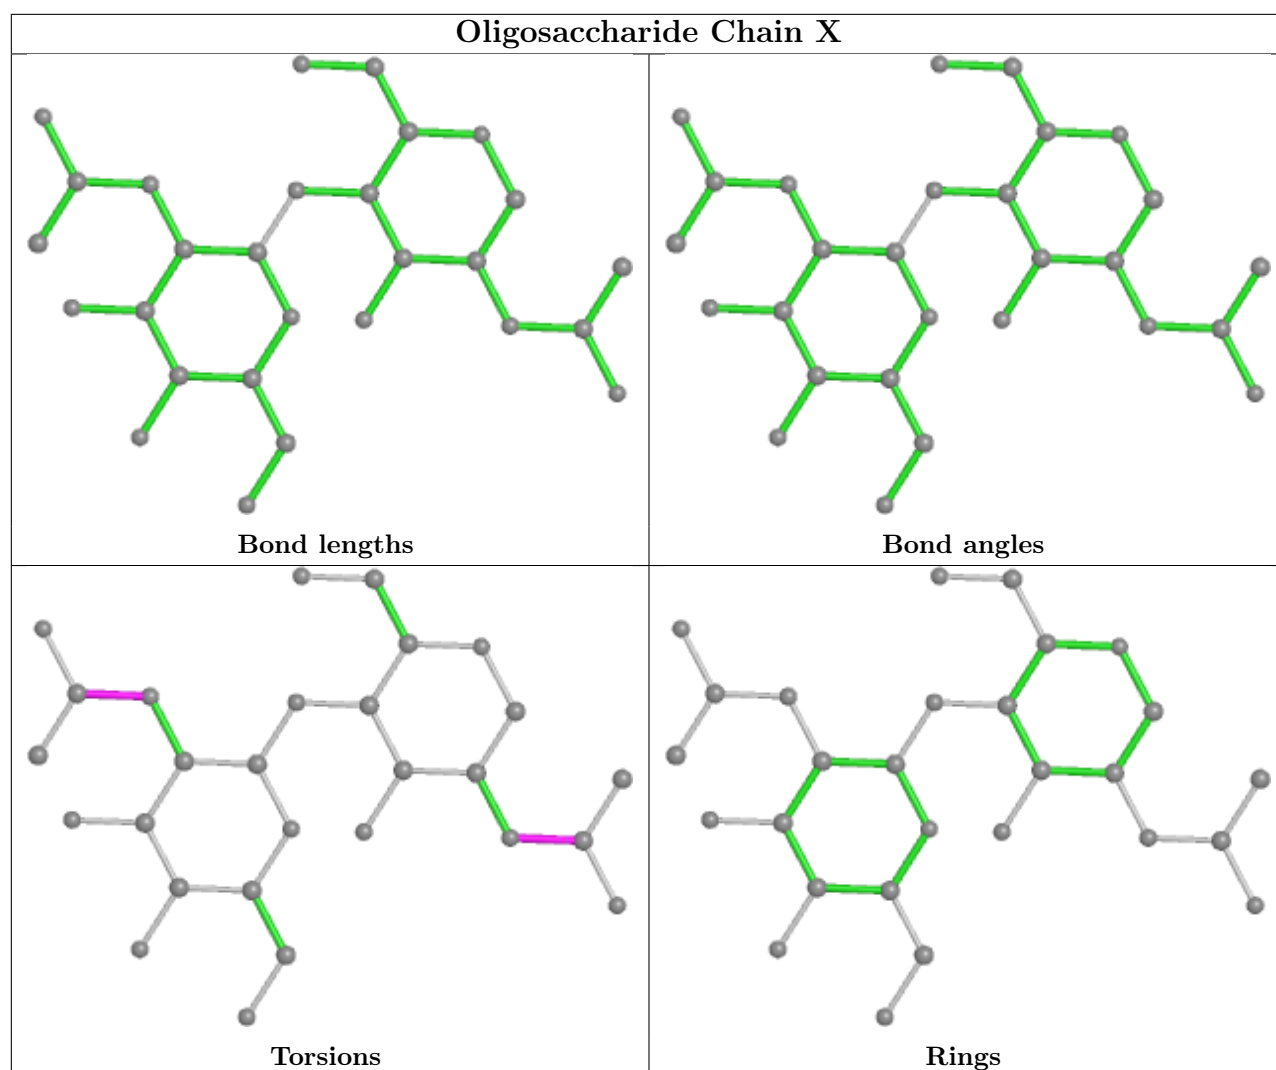 Oligosaccharide Chain X
Bond lengths
Bond angles
Torsions
Rings